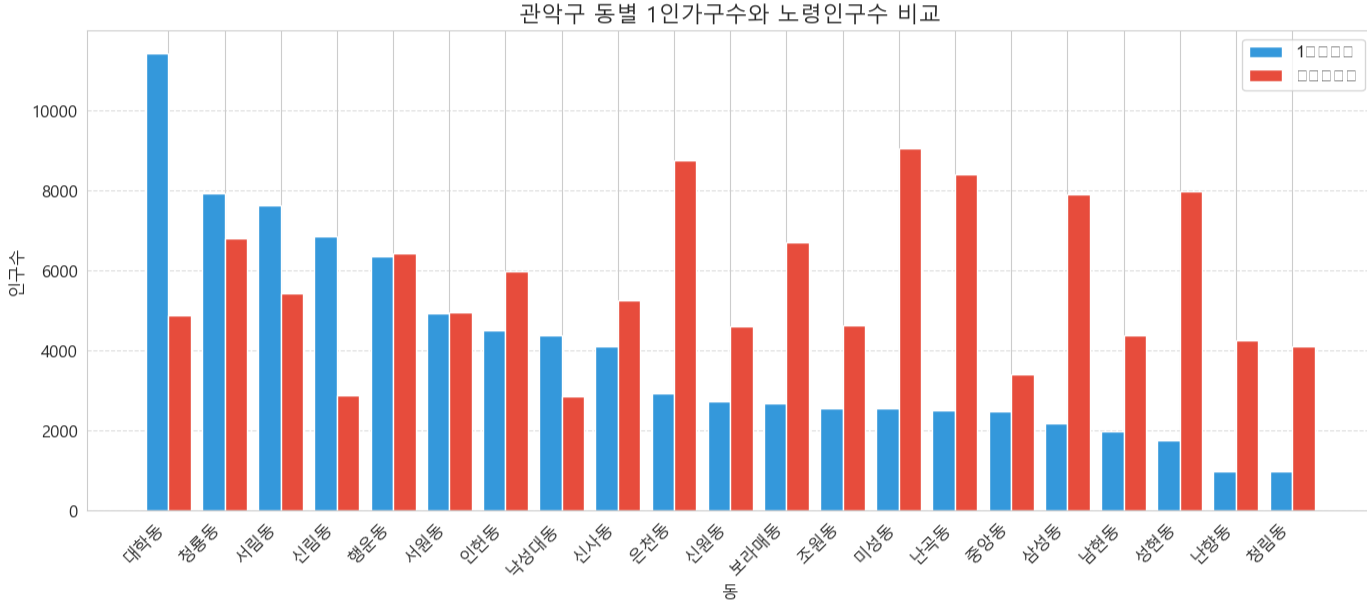 관악구 동별 1인가구수와 노령인구수 비교
1□□□□
□□□□□
인구수
10000
8000
6000
4000
2000
0
대학동
청룡동
서림동
신림동
행운동
서원동
인헌동
낙성대동
신사동
은천동
신원동
보라매동
조원동
미성동
난곡동
중앙동
삼성동
남현동
성현동
난향동
청림동
동